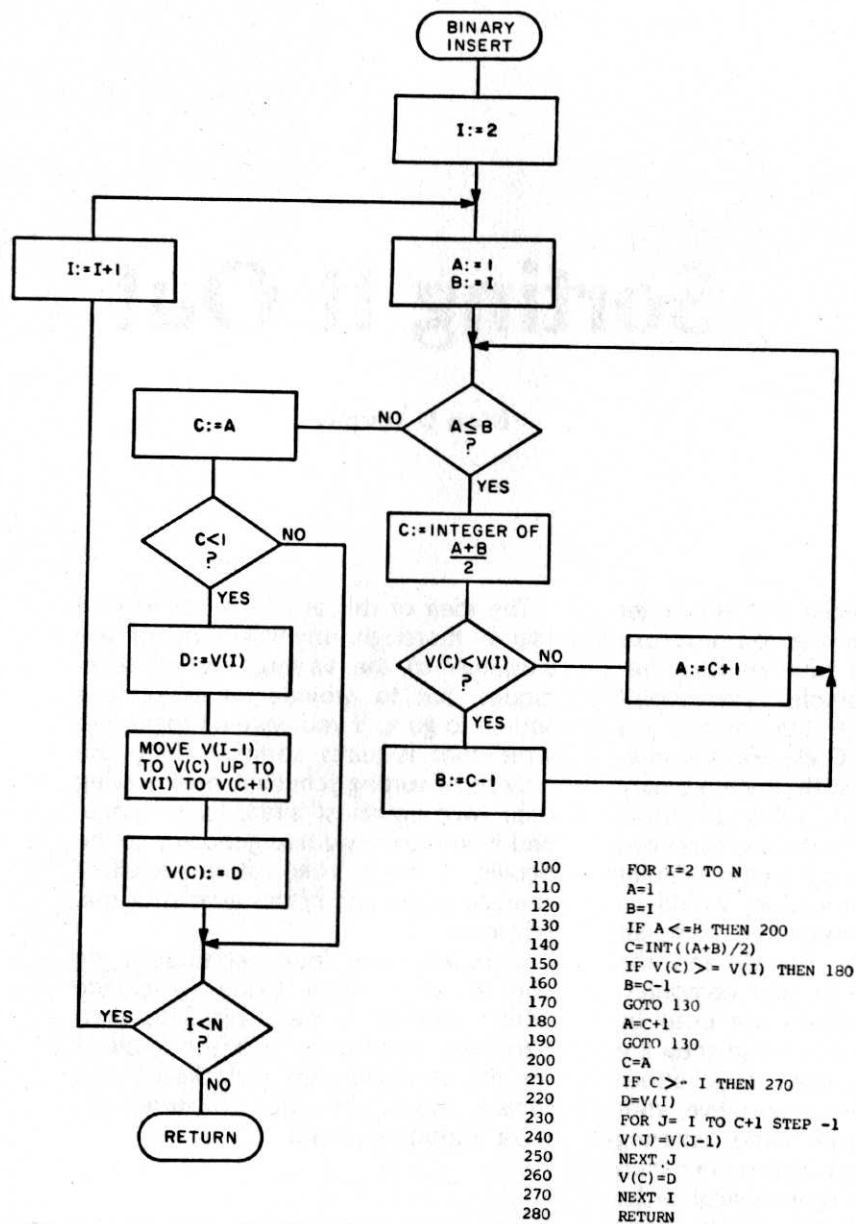 BINARY
INSERT
I:=2
I:=I+1
A:=1
B:=I
C:=A
NO
A≤B
?
YES
C<I
?
NO
YES
C:=INTEGER OF
A+B
2
D:=V(I)
V(C)<V(I)
?
NO
A:=C+1
YES
MOVE V(I-1)
TO V(C) UP TO
V(I) TO V(C+1)
B:=C-1
V(C):=D
YES
I<N
?
NO
RETURN
100 FOR I=2 TO N
110 A=1
120 B=I
130 IF A<=B THEN 200
140 C=INT((A+B)/2)
150 IF V(C)>= V(I) THEN 180
160 B=C-1
170 GOTO 130
180 A=C+1
190 GOTO 130
200 C=A
210 IF C >- I THEN 270
220 D=V(I)
230 FOR J= I TO C+1 STEP -1
240 V(J)=V(J-1)
250 NEXT J
260 V(C)=D
270 NEXT I
280 RETURN